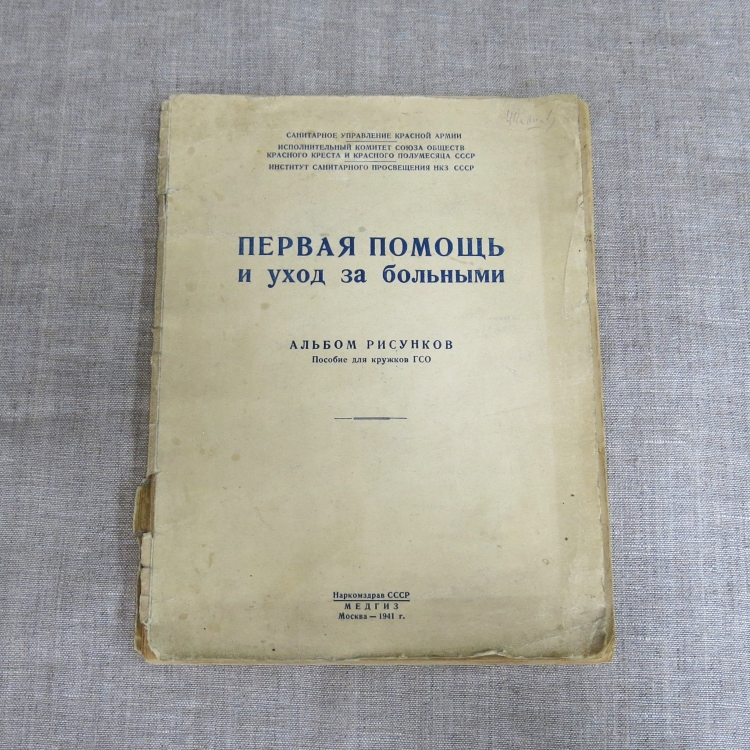 САНИТАРНОЕ УПРАВЛЕНИЕ КРАСНОЙ АРМИИ
ИСПОЛНИТЕЛЬНЫЙ КОМИТЕТ СОЮЗА ОБЩЕСТВ
КРАСНОГО КРЕСТА И КРАСНОГО ПОЛУМЕСЯЦА СССР
ИНСТИТУТ САНИТАРНОГО ПРОСВЕЩЕНИЯ НКЗ СССР
ПЕРВАЯ ПОМОЩЬ
и уход за больными
АЛЬБОМ РИСУНКОВ
Пособие для кружков ГСО
Наркомздрав СССР
МЕДГИЗ
Москва — 1941 г.